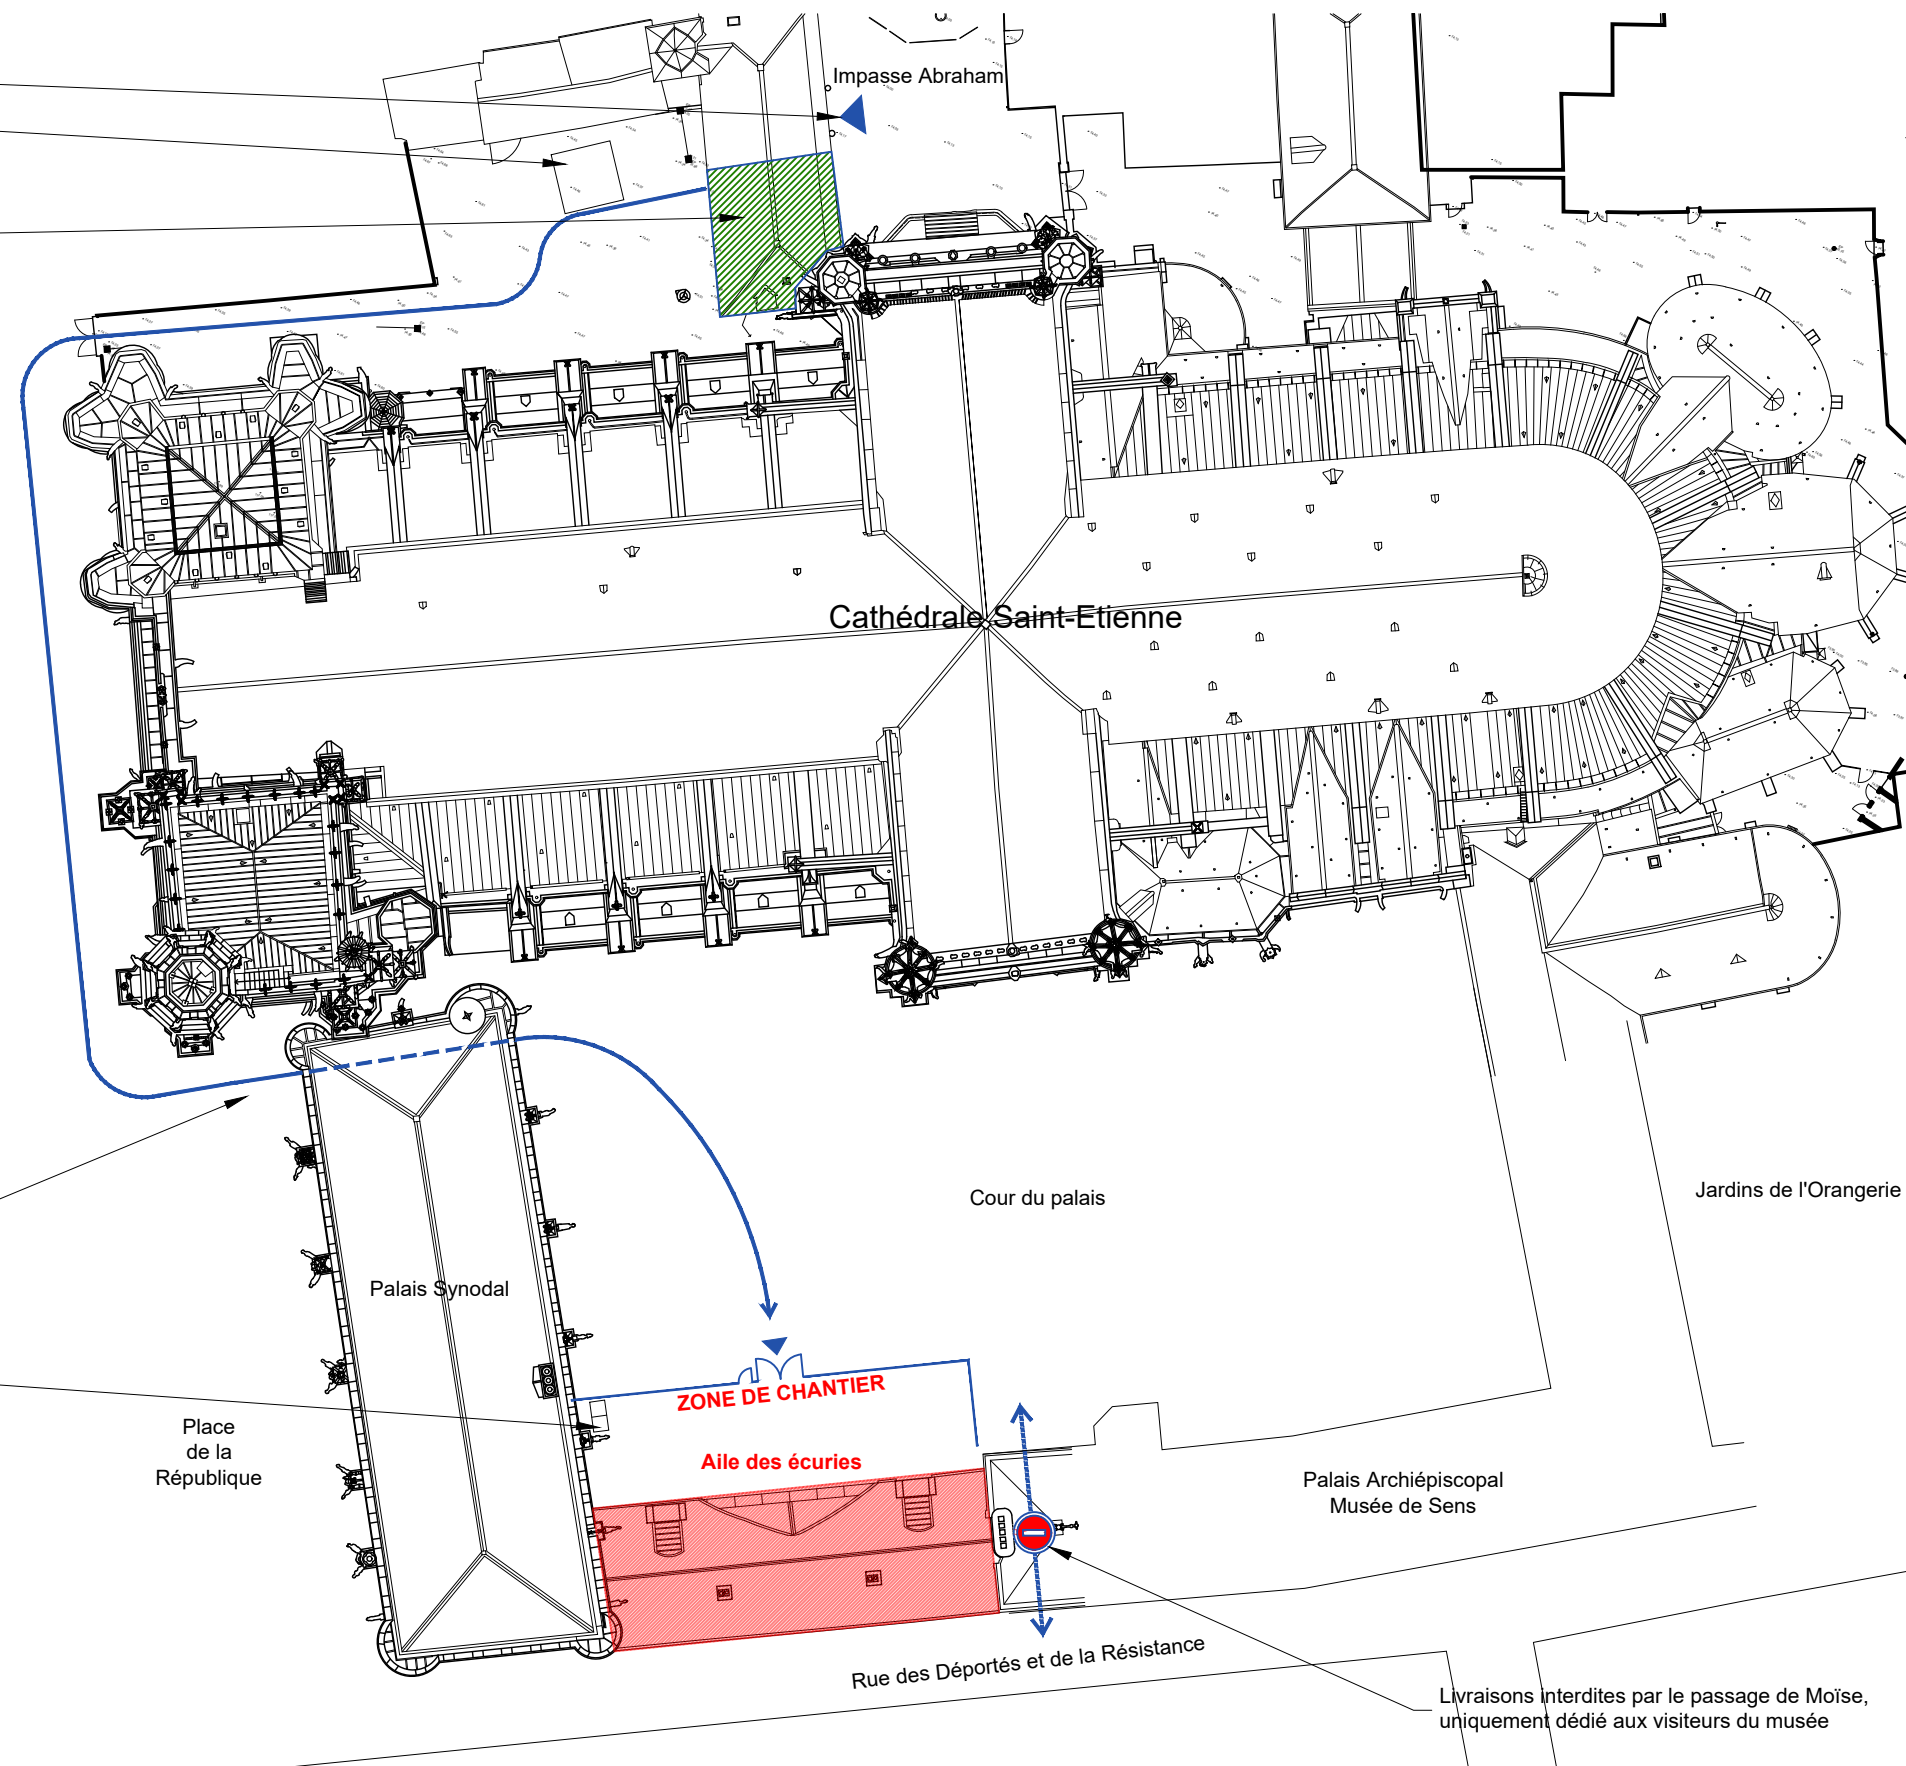 Impasse Abraham
Cathédrale Saint-Etienne
Cour du palais
Jardins de l'Orangerie
Palais Synodal
ZONE DE CHANTIER
Place
de la
République
Aile des écuries
Palais Archiépiscopal
Musée de Sens
Rue des Déportés et de la Résistance
Livraisons interdites par le passage de Moïse,
uniquement dédié aux visiteurs du musée